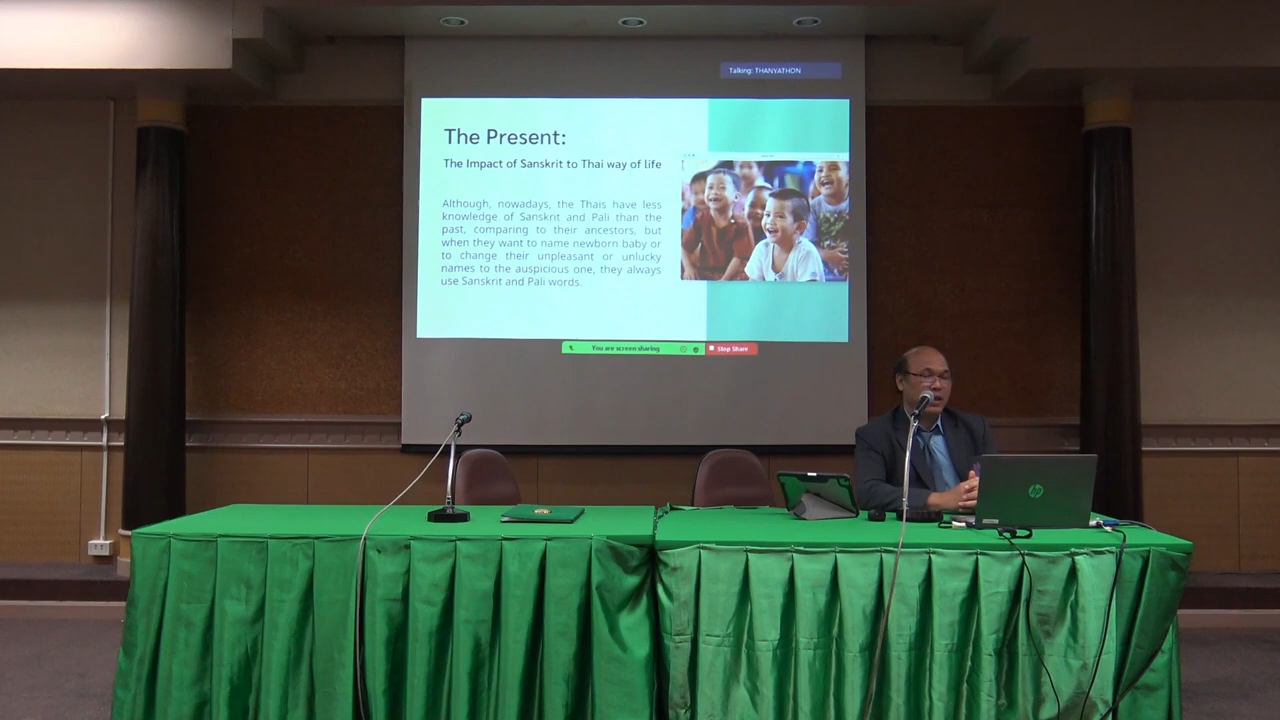 Talking: THANYATHON
The Present:
The Impact of Sanskrit to Thai way of life
Although, nowadays, the Thais have less
knowledge of Sanskrit and Pali than the
past, comparing to their ancestors, but
when they want to name newborn baby or
to change their unpleasant or unlucky
names to the auspicious one, they always
use Sanskrit and Pali words.
You are screen sharing
Stop Share
hp